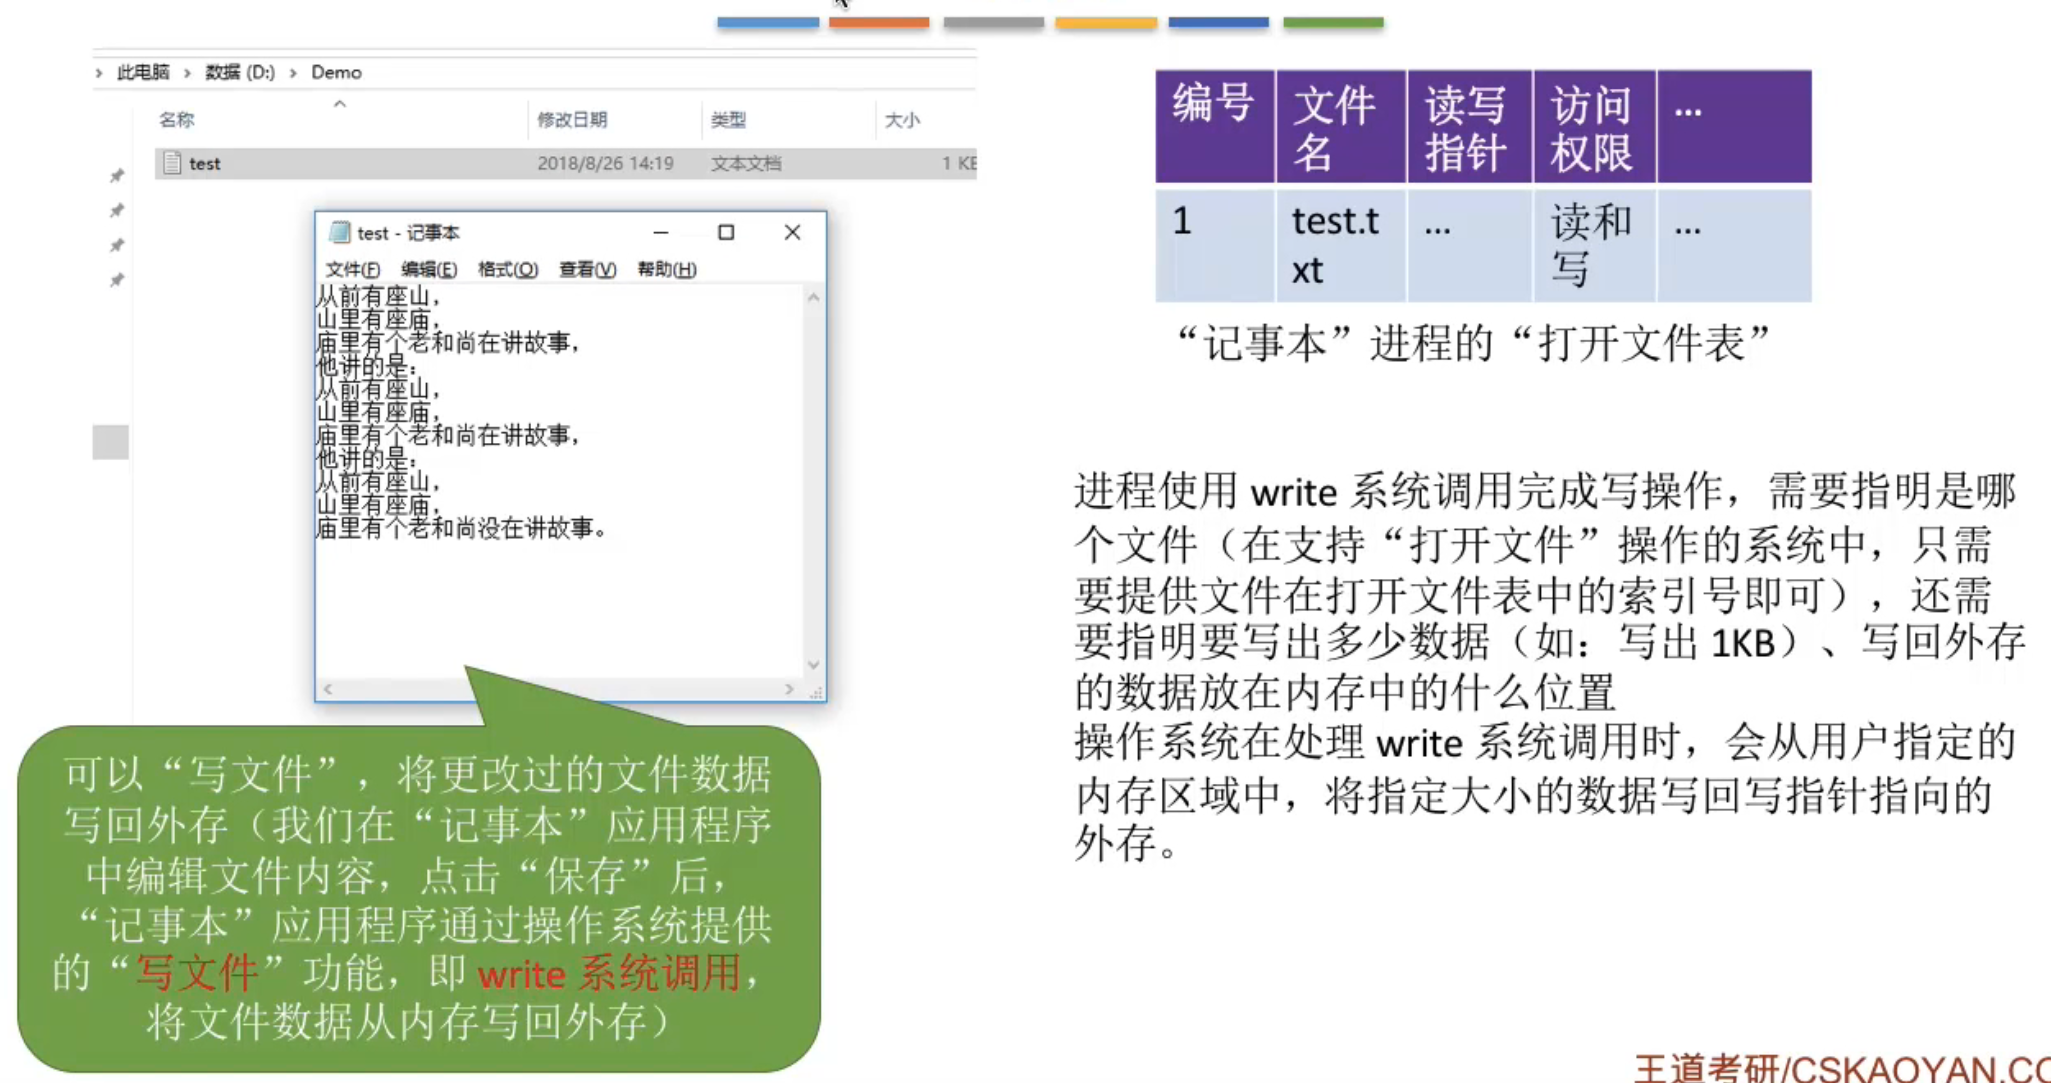 此电脑 › 数据 (D:) › Demo
名称 修改日期 类型 大小
test 2018/8/26 14:19 文本文档 1 KB
test - 记事本
文件(F) 编辑(E) 格式(O) 查看(V) 帮助(H)
从前有座山，
山里有座庙，
庙里有个老和尚在讲故事，
他讲的是：
从前有座山，
山里有座庙，
庙里有个老和尚在讲故事，
他讲的是：
从前有座山，
山里有座庙，
庙里有个老和尚没在讲故事。
可以“写文件”，将更改过的文件数据
写回外存（我们在“记事本”应用程序
中编辑文件内容，点击“保存”后，
“记事本”应用程序通过操作系统提供
的“写文件”功能，即 write 系统调用，
将文件数据从内存写回外存）
编号 文件 读写 访问 ...
名 指针 权限
1 test.t ... 读和 ...
xt 写
“记事本”进程的“打开文件表”
进程使用 write 系统调用完成写操作，需要指明是哪
个文件（在支持“打开文件”操作的系统中，只需
要提供文件在打开文件表中的索引号即可），还需
要指明要写出多少数据（如：写出 1KB）、写回外存
的数据放在内存中的什么位置
操作系统在处理 write 系统调用时，会从用户指定的
内存区域中，将指定大小的数据写回写指针指向的
外存。
王道考研/CSKAOYAN.CO